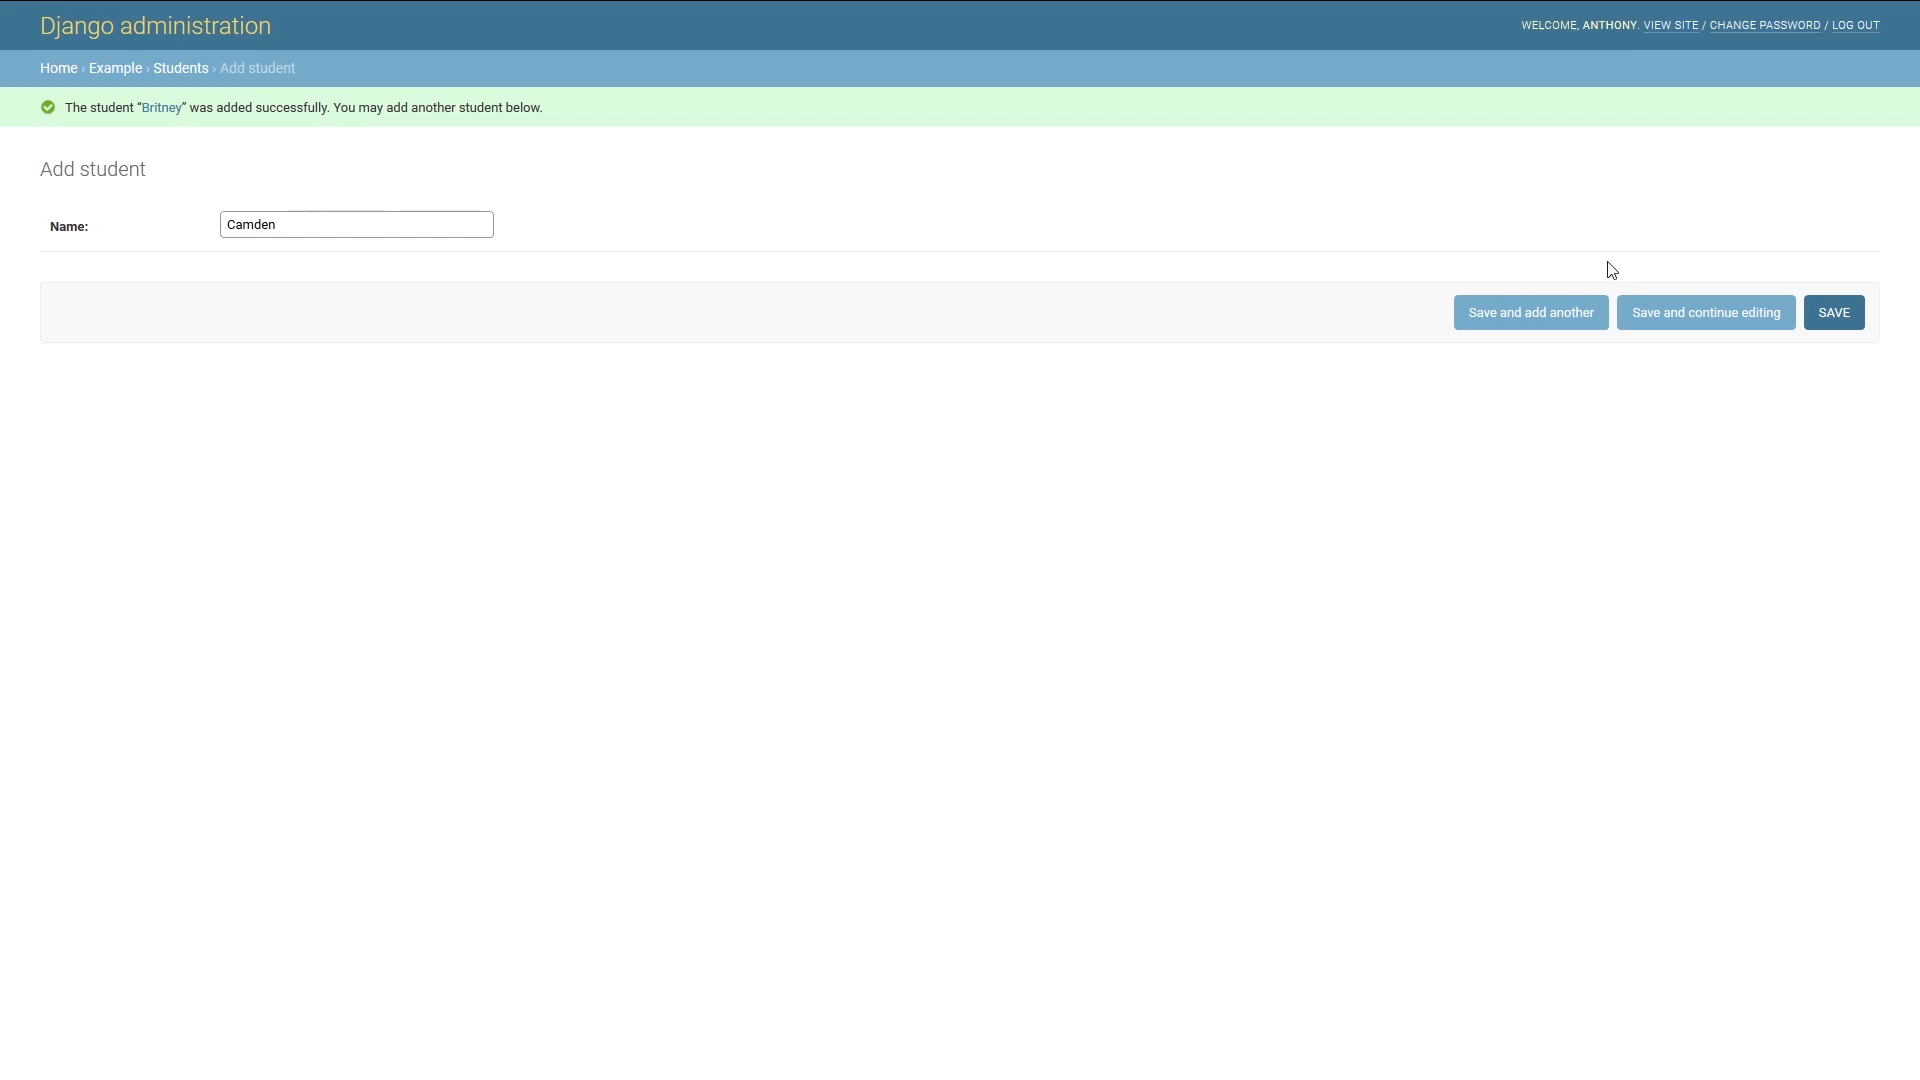 Django administration
WELCOME, ANTHONY. VIEW SITE / CHANGE PASSWORD / LOG OUT
Home › Example › Students › Add student
The student “Britney” was added successfully. You may add another student below.
Add student
Name:
Camden
Save and add another
Save and continue editing
SAVE